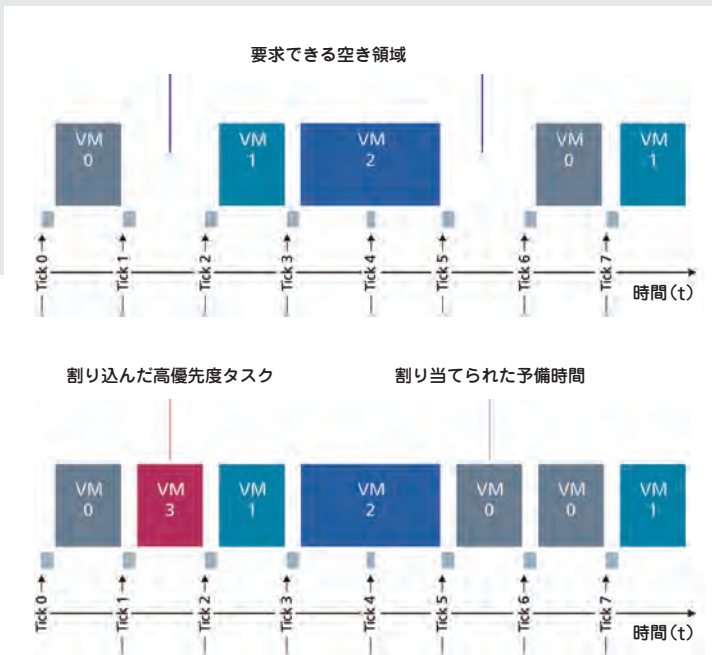 要求できる空き領域
VM
0
VM
1
VM
2
VM
0
VM
1
Tick 0
Tick 1
Tick 2
Tick 3
Tick 4
Tick 5
Tick 6
Tick 7
時間(t)
割り込んだ高優先度タスク
割り当てられた予備時間
VM
0
VM
3
VM
1
VM
2
VM
0
VM
0
VM
1
Tick 0
Tick 1
Tick 2
Tick 3
Tick 4
Tick 5
Tick 6
Tick 7
時間(t)